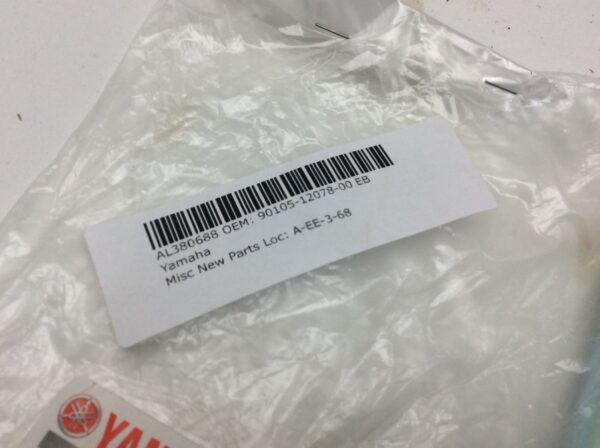 AL380688 OEM: 90105-12078-00 EB
Yamaha
Misc New Parts Loc: A-EE-3-68
YAM